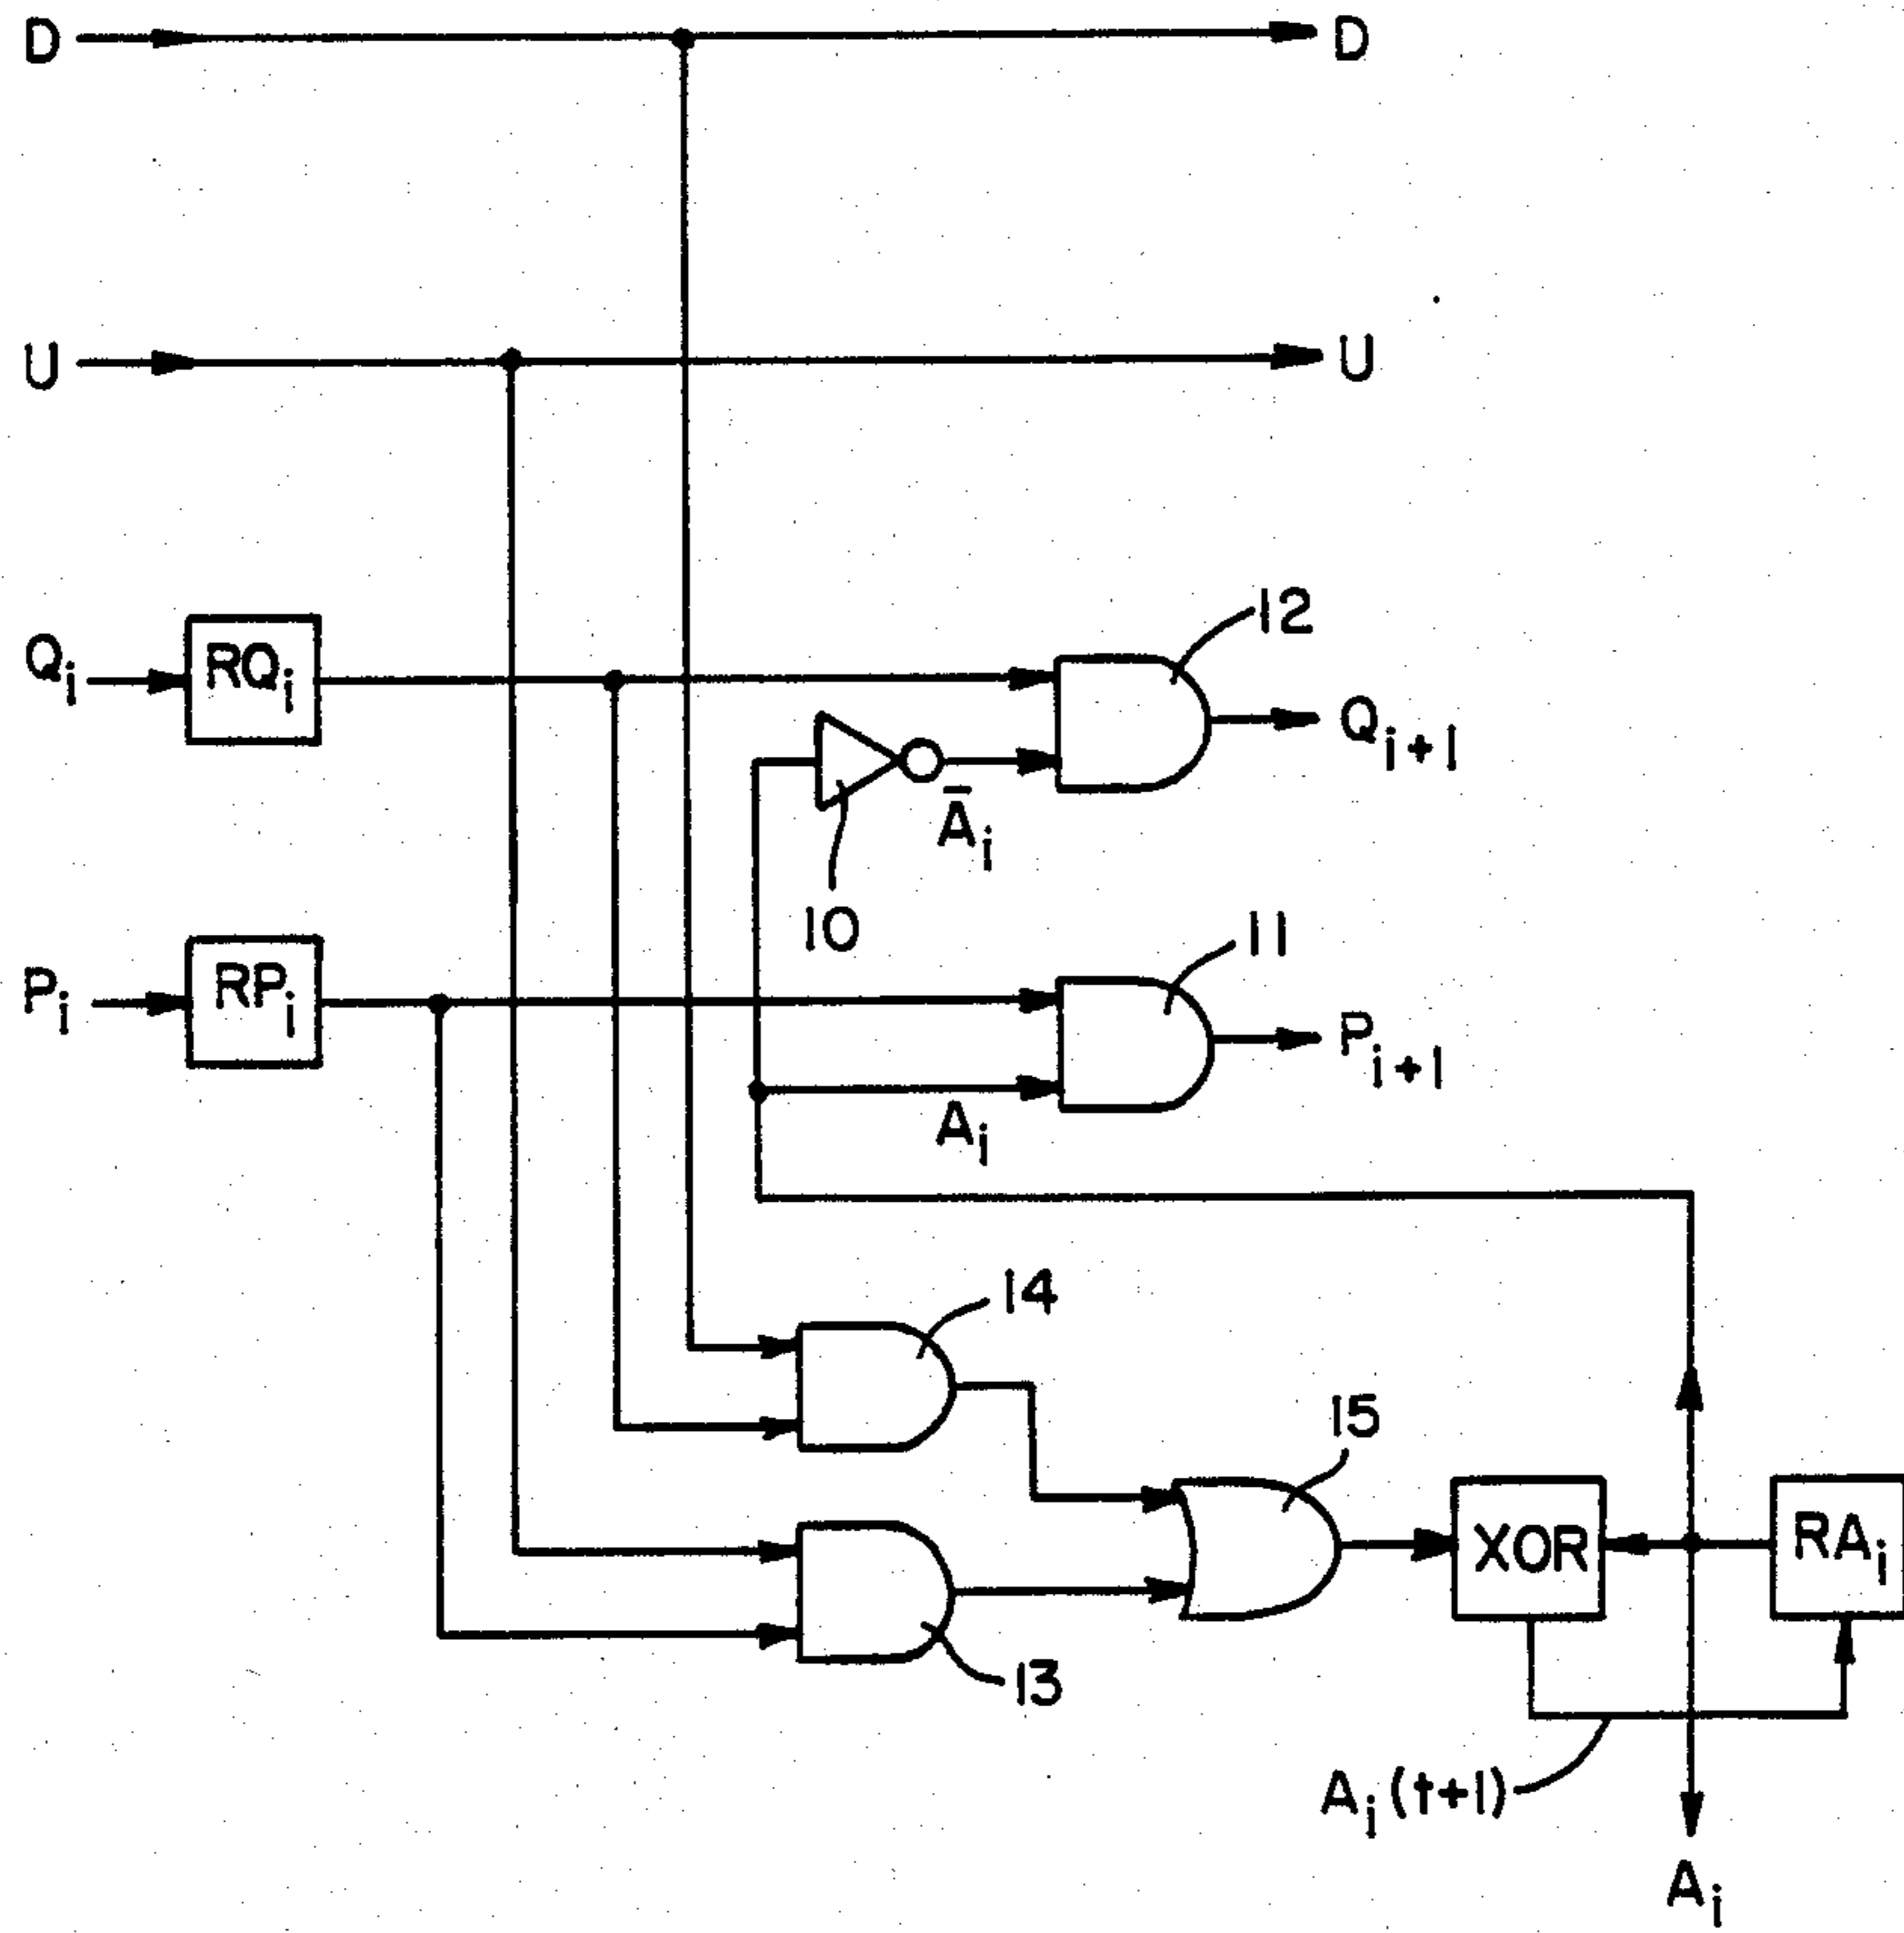 D D
U U
12
Qi RQi Qi+1
Āi
10
11
Pi RPi Pi+1
Ai
14
15
XOR RAi
13
Ai(t+1)
Ai